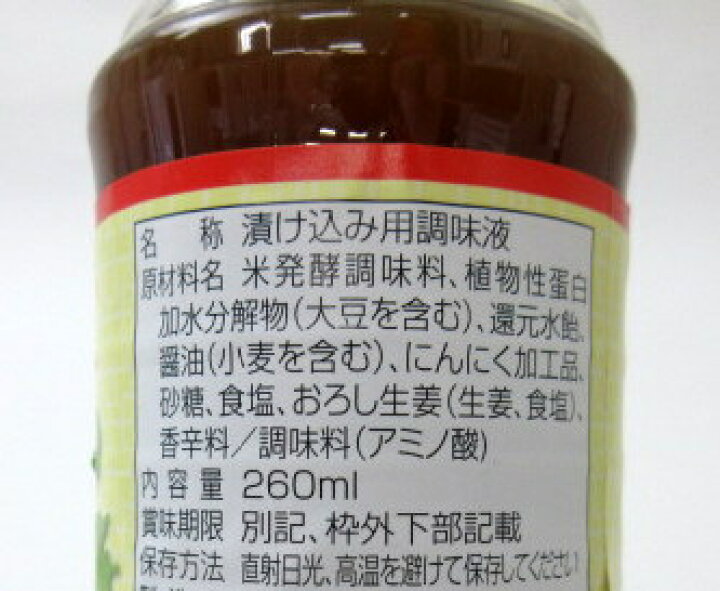 名 称 漬け込み用調味液
原材料名 米発酵調味料、植物性蛋白
加水分解物(大豆を含む)、還元水飴、
醤油(小麦を含む)、にんにく加工品、
砂糖、食塩、おろし生姜(生姜、食塩)、
香辛料/調味料(アミノ酸)
内容量 260ml
賞味期限 別記、枠外下部記載
保存方法 直射日光、高温を避けて保存してください